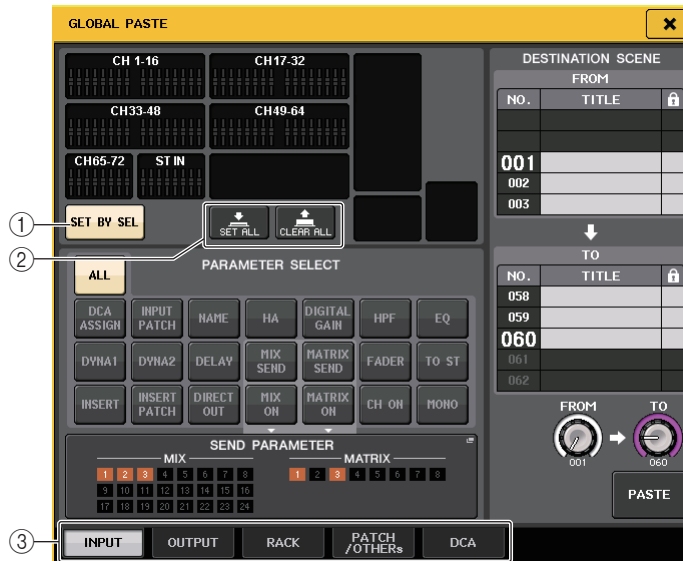 GLOBAL PASTE
CH 1-16
CH17-32
CH33-48
CH49-64
CH65-72
ST IN
1
SET BY SEL
2
SET ALL
CLEAR ALL
ALL
PARAMETER SELECT
DCA ASSIGN
INPUT PATCH
NAME
HA
DIGITAL GAIN
HPF
EQ
DYNA1
DYNA2
DELAY
MIX SEND
MATRIX SEND
FADER
TO ST
INSERT
INSERT PATCH
DIRECT OUT
MIX ON
MATRIX ON
CH ON
MONO
SEND PARAMETER
MIX
MATRIX
1 2 3 4 5 6 7 8
1 2 3 4 5 6 7 8
9 10 11 12 13 14 15 16
17 18 19 20 21 22 23 24
3
INPUT
OUTPUT
RACK
PATCH /OTHERs
DCA
DESTINATION SCENE
FROM
NO. TITLE
001
002
003
TO
NO. TITLE
058
059
060
061
062
FROM
TO
001
060
PASTE